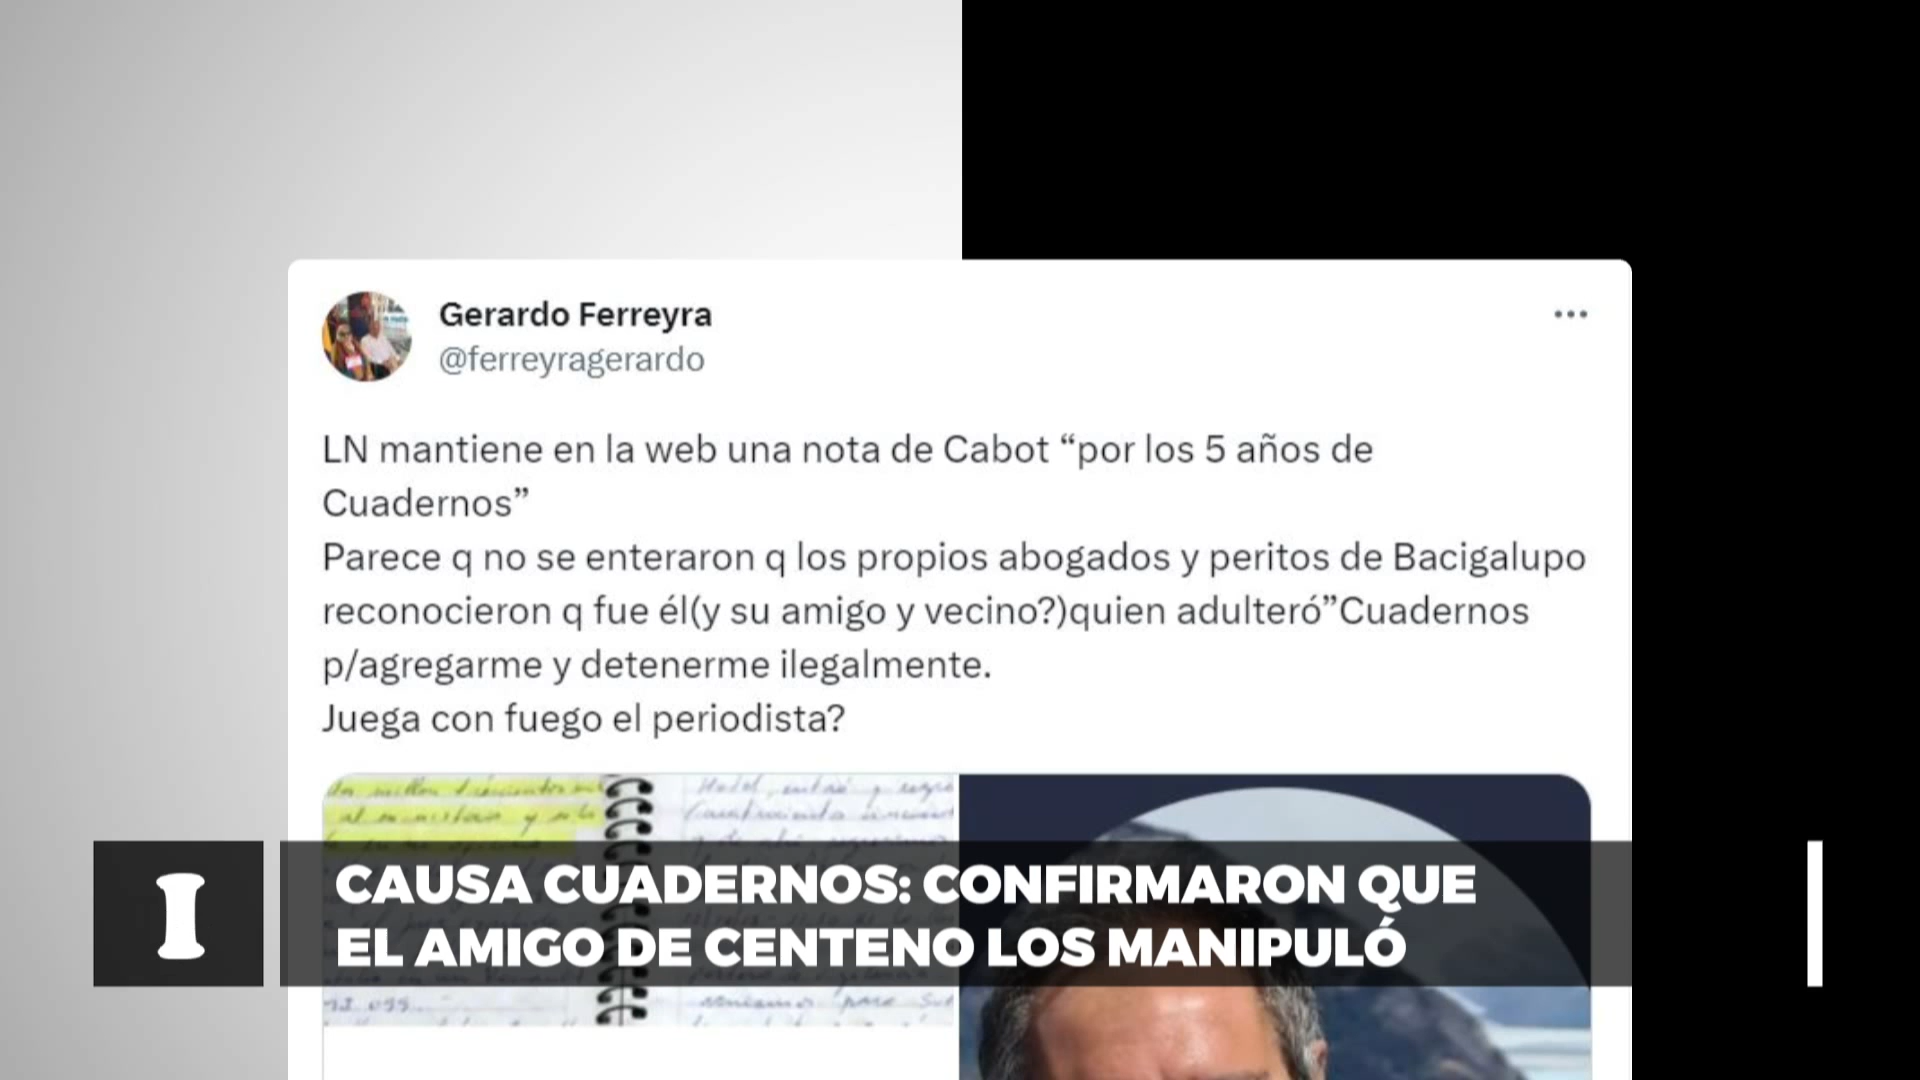 Gerardo Ferreyra
@ferreyragerardo
LN mantiene en la web una nota de Cabot “por los 5 años de
Cuadernos”
Parece q no se enteraron q los propios abogados y peritos de Bacigalupo
reconocieron q fue él(y su amigo y vecino?)quien adulteró”Cuadernos
p/agregarme y detenerme ilegalmente.
Juega con fuego el periodista?
I
CAUSA CUADERNOS: CONFIRMARON QUE
EL AMIGO DE CENTENO LOS MANIPULÓ